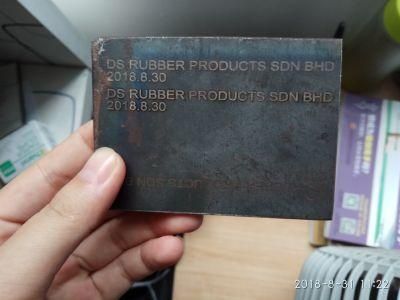 DS RUBBER PRODUCTS SDN BHD
2018.8.30
DS RUBBER PRODUCTS SDN BHD
2018.8.30
2018-8-31 11:22